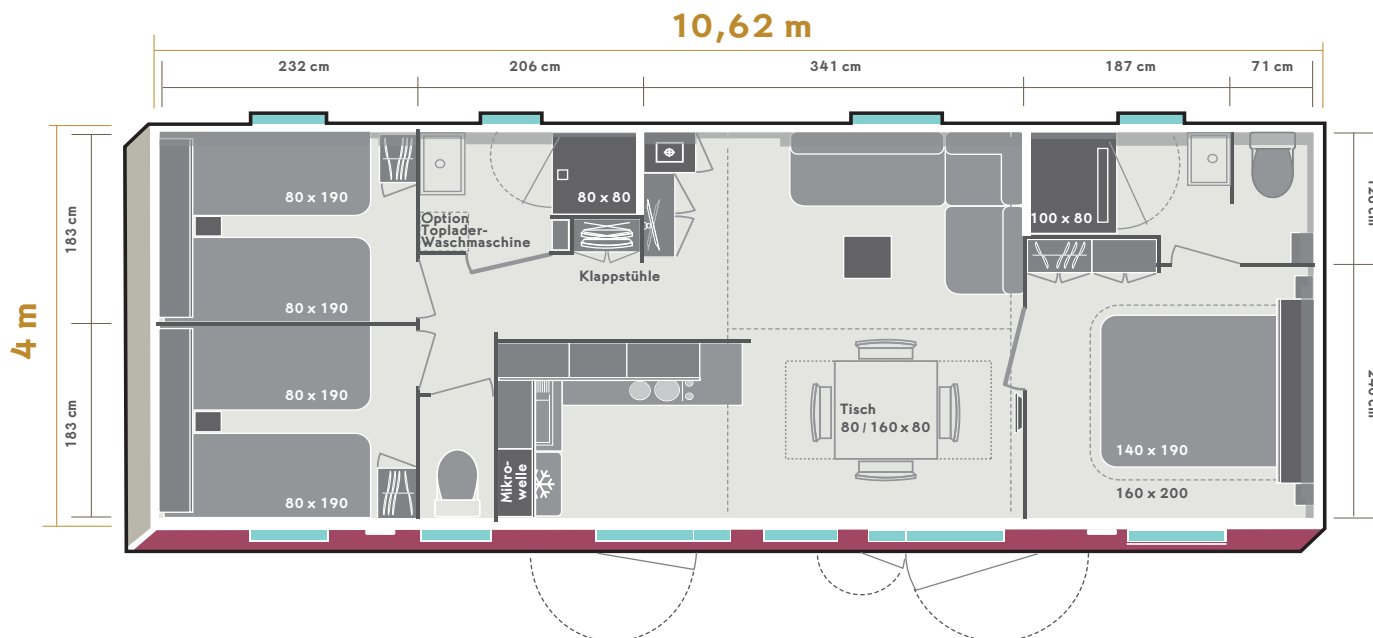 10,62 m
232 cm
206 cm
341 cm
187 cm
71 cm
4 m
183 cm
183 cm
80 x 190
80 x 190
80 x 190
80 x 190
Option
Toplader-
Waschmaschine
80 x 80
Klappstühle
100 x 80
Mikro-
welle
Tisch
80 / 160 x 80
140 x 190
160 x 200